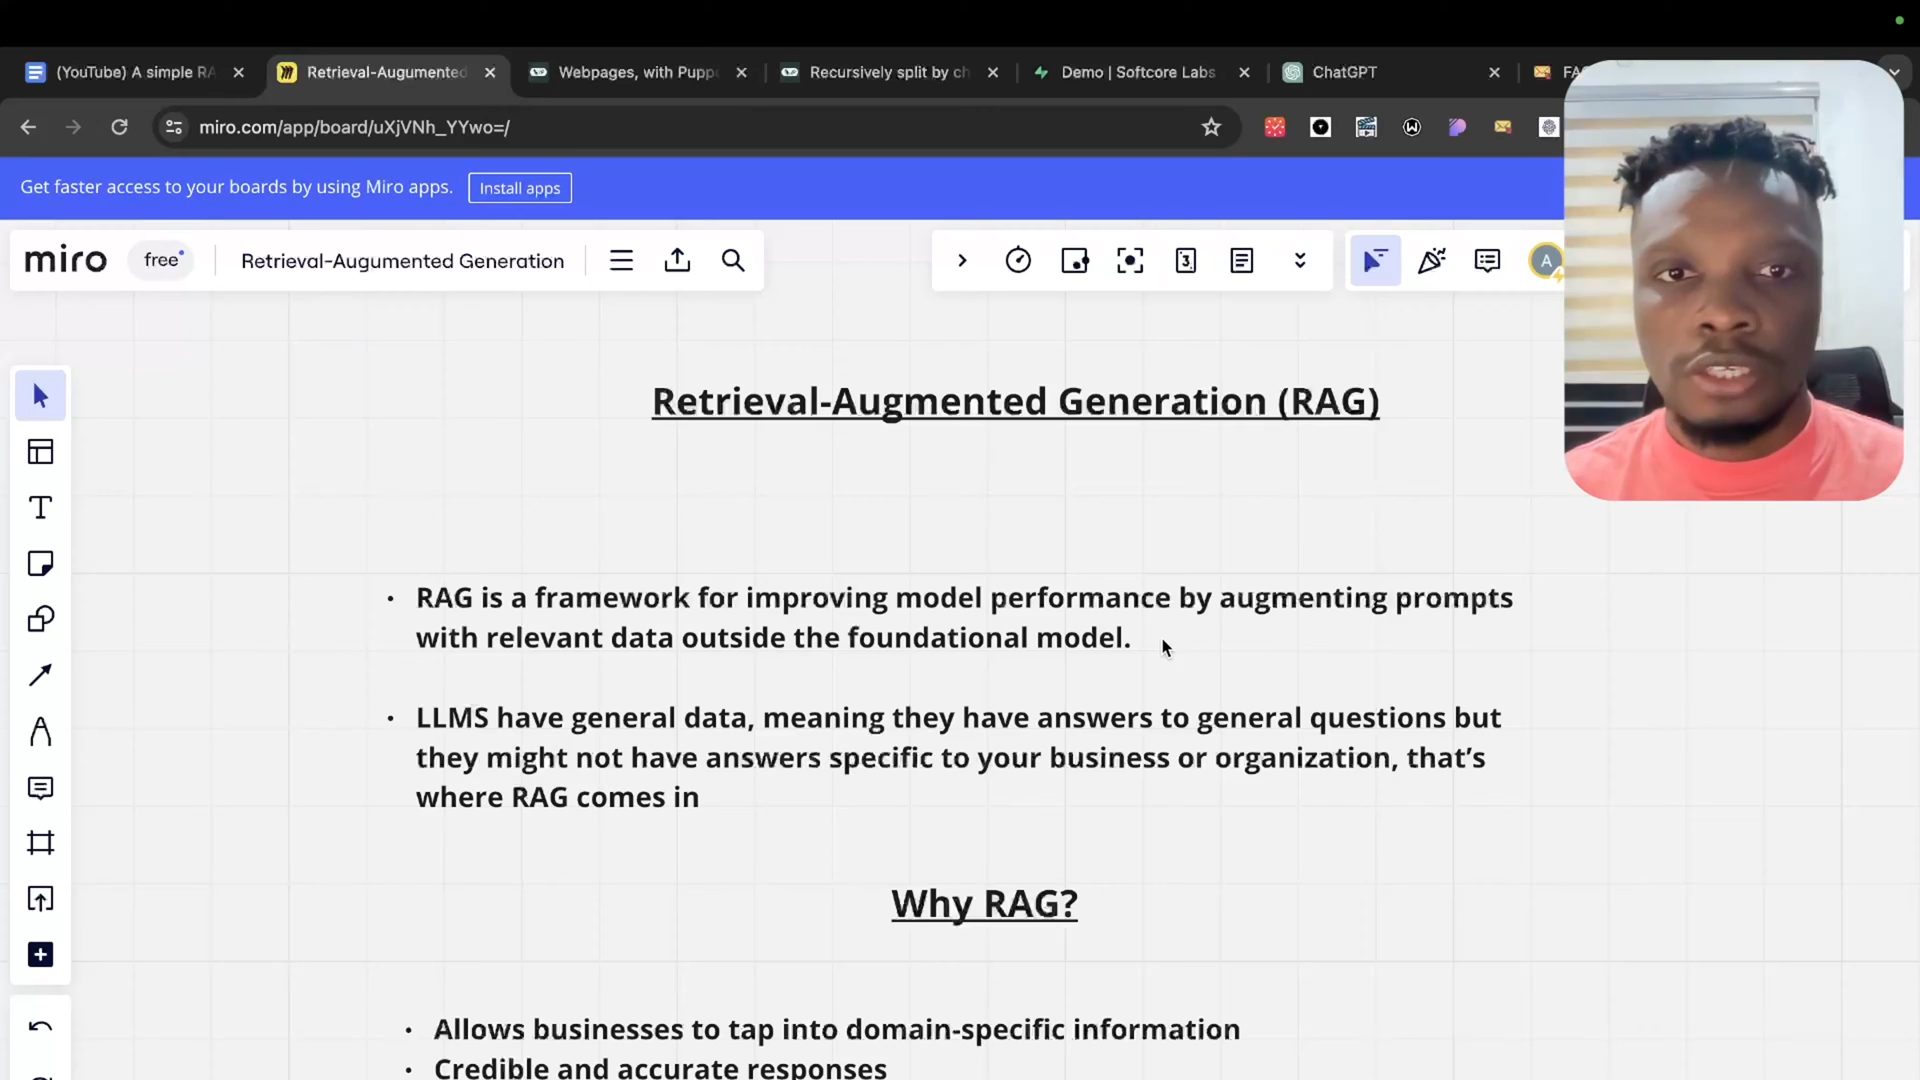 (YouTube) A simple RA
Retrieval-Augumented
Webpages, with Puppe
Recursively split by ch
Demo | Softcore Labs
ChatGPT
miro.com/app/board/uXjVNh_YYwo=/
Get faster access to your boards by using Miro apps.
Install apps
miro
free
Retrieval-Augumented Generation
A
Retrieval-Augmented Generation (RAG)
• RAG is a framework for improving model performance by augmenting prompts
with relevant data outside the foundational model.
• LLMS have general data, meaning they have answers to general questions but
they might not have answers specific to your business or organization, that’s
where RAG comes in
Why RAG?
• Allows businesses to tap into domain-specific information
• Credible and accurate responses